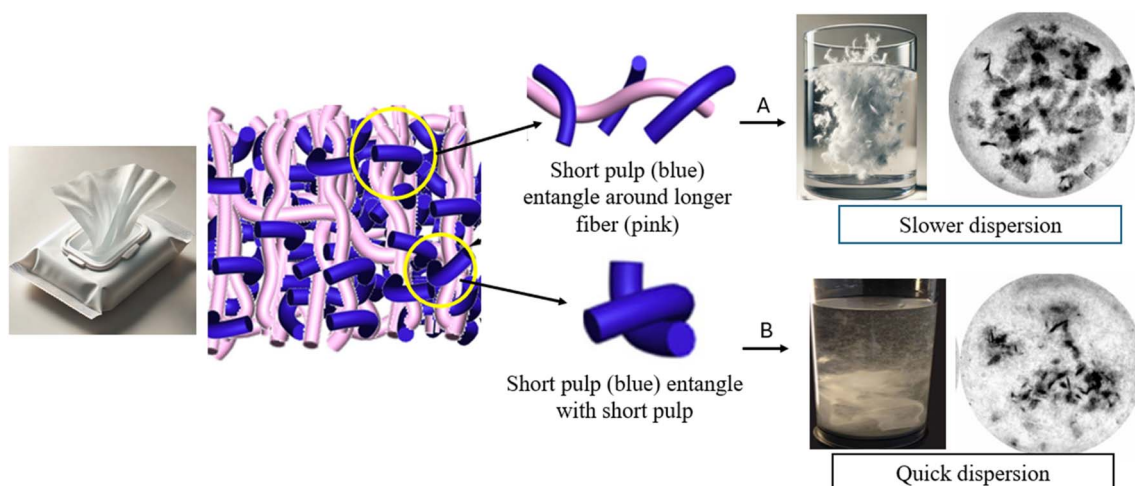 A
Short pulp (blue)
entangle around longer
fiber (pink)
Slower dispersion
B
Short pulp (blue) entangle
with short pulp
Quick dispersion